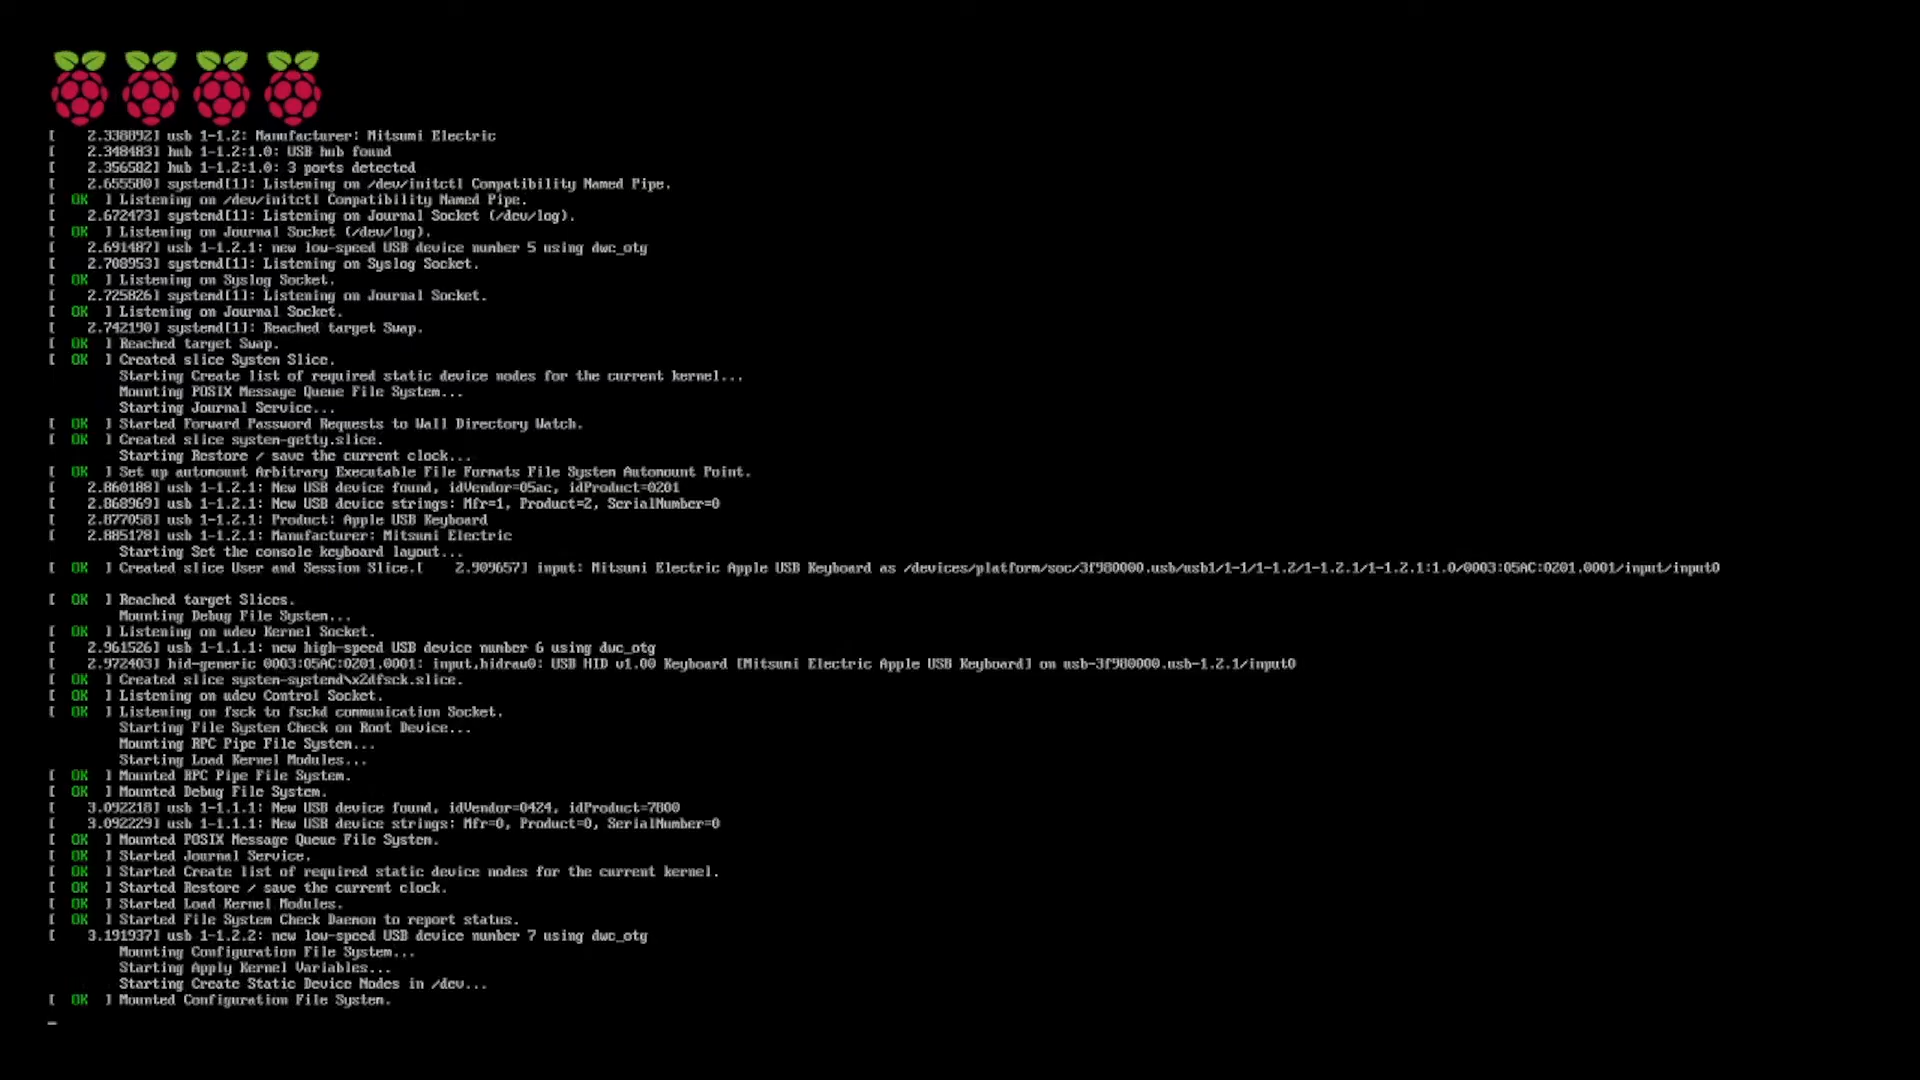 [    2.338892] usb 1-1.2: Manufacturer: Mitsumi Electric
[    2.348483] hub 1-1.2:1.0: USB hub found
[    2.356582] hub 1-1.2:1.0: 3 ports detected
[    2.655580] systemd[1]: Listening on /dev/initctl Compatibility Named Pipe.
[  OK  ] Listening on /dev/initctl Compatibility Named Pipe.
[    2.672473] systemd[1]: Listening on Journal Socket (/dev/log).
[  OK  ] Listening on Journal Socket (/dev/log).
[    2.691487] usb 1-1.2.1: new low-speed USB device number 5 using dwc_otg
[    2.708953] systemd[1]: Listening on Syslog Socket.
[  OK  ] Listening on Syslog Socket.
[    2.725826] systemd[1]: Listening on Journal Socket.
[  OK  ] Listening on Journal Socket.
[    2.742190] systemd[1]: Reached target Swap.
[  OK  ] Reached target Swap.
[  OK  ] Created slice System Slice.
         Starting Create list of required static device nodes for the current kernel...
         Mounting POSIX Message Queue File System...
         Starting Journal Service...
[  OK  ] Started Forward Password Requests to Wall Directory Watch.
[  OK  ] Created slice system-getty.slice.
         Starting Restore / save the current clock...
[  OK  ] Set up automount Arbitrary Executable File Formats File System Automount Point.
[    2.860188] usb 1-1.2.1: New USB device found, idVendor=05ac, idProduct=0201
[    2.868969] usb 1-1.2.1: New USB device strings: Mfr=1, Product=2, SerialNumber=0
[    2.877058] usb 1-1.2.1: Product: Apple USB Keyboard
[    2.885178] usb 1-1.2.1: Manufacturer: Mitsumi Electric
         Starting Set the console keyboard layout...
[  OK  ] Created slice User and Session Slice.[    2.909657] input: Mitsumi Electric Apple USB Keyboard as /devices/platform/soc/3f980000.usb/usb1/1-1/1-1.2/1-1.2.1/1-1.2.1:1.0/0003:05AC:0201.0001/input/input0
[  OK  ] Reached target Slices.
         Mounting Debug File System...
[  OK  ] Listening on udev Kernel Socket.
[    2.961526] usb 1-1.1.1: new high-speed USB device number 6 using dwc_otg
[    2.972403] hid-generic 0003:05AC:0201.0001: input,hidraw0: USB HID v1.00 Keyboard [Mitsumi Electric Apple USB Keyboard] on usb-3f980000.usb-1.2.1/input0
[  OK  ] Created slice system-systemd\x2dfsck.slice.
[  OK  ] Listening on udev Control Socket.
[  OK  ] Listening on fsck to fsckd communication Socket.
         Starting File System Check on Root Device...
         Mounting RPC Pipe File System...
         Starting Load Kernel Modules...
[  OK  ] Mounted RPC Pipe File System.
[  OK  ] Mounted Debug File System.
[    3.092218] usb 1-1.1.1: New USB device found, idVendor=0424, idProduct=7800
[    3.092229] usb 1-1.1.1: New USB device strings: Mfr=0, Product=0, SerialNumber=0
[  OK  ] Mounted POSIX Message Queue File System.
[  OK  ] Started Journal Service.
[  OK  ] Started Create list of required static device nodes for the current kernel.
[  OK  ] Started Restore / save the current clock.
[  OK  ] Started Load Kernel Modules.
[  OK  ] Started File System Check Daemon to report status.
[    3.191937] usb 1-1.2.2: new low-speed USB device number 7 using dwc_otg
         Mounting Configuration File System...
         Starting Apply Kernel Variables...
         Starting Create Static Device Nodes in /dev...
[  OK  ] Mounted Configuration File System.
_